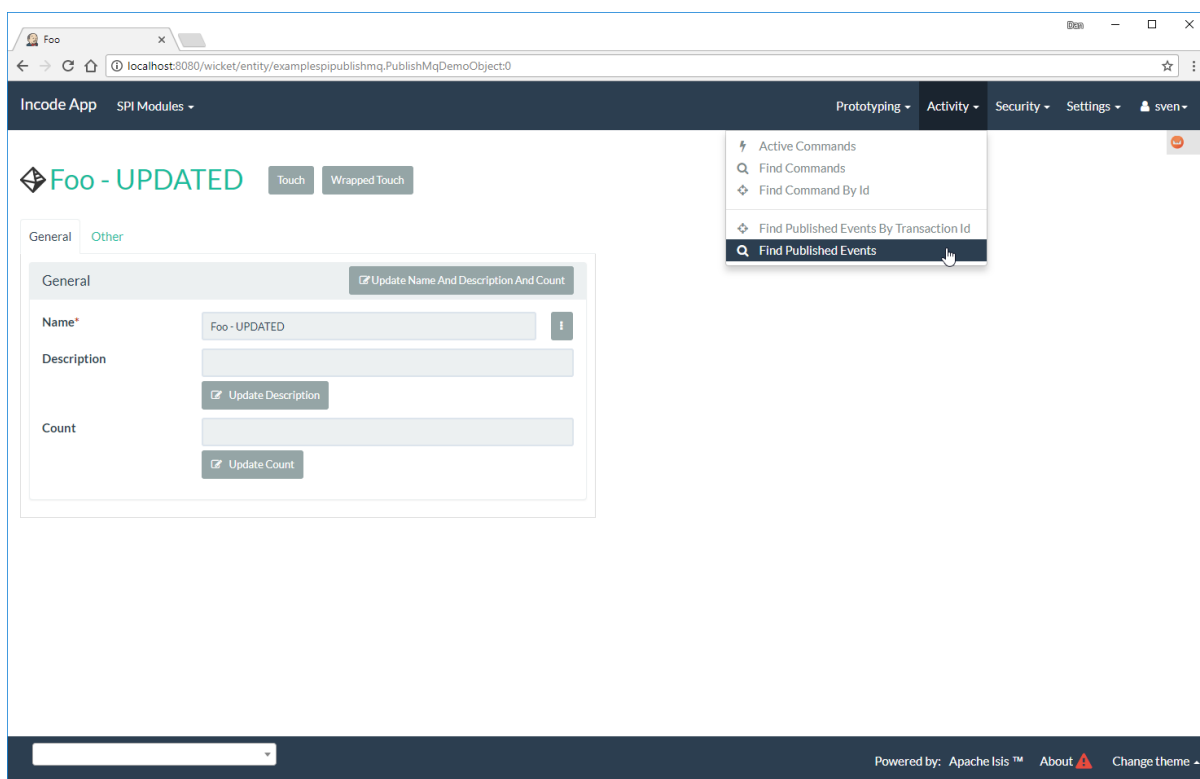 Foo
Dan
localhost:8080/wicket/entity/examplespipublishmq.PublishMqDemoObject:0
Incode App SPI Modules Prototyping Activity Security Settings sven
Active Commands
Find Commands
Find Command By Id
Find Published Events By Transaction Id
Find Published Events
Foo - UPDATED Touch Wrapped Touch
General Other
General Update Name And Description And Count
Name* Foo - UPDATED
Description
Update Description
Count
Update Count
Powered by: Apache Isis ™ About Change theme